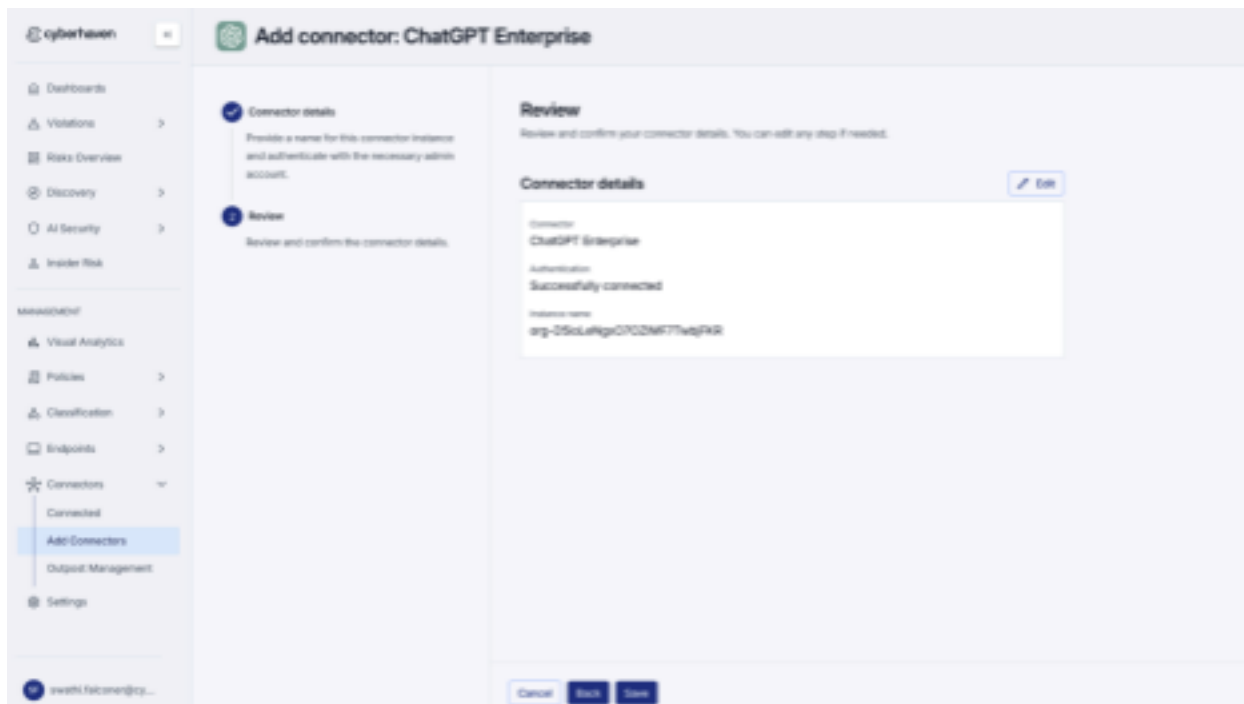 cyberhaven
Add connector: ChatGPT Enterprise
Dashboards
Violations
Risks Overview
Discovery
AI Security
Insider Risk
MANAGEMENT
Visual Analytics
Policies
Classification
Endpoints
Connectors
Connected
Add Connectors
Outpost Management
Settings
Connector details
Provide a name for this connector instance
and authenticate with the necessary admin
account.
2
Review
Review and confirm the connector details.
Review
Review and confirm your connector details. You can edit any step if needed.
Connector details
Edit
Connector
ChatGPT Enterprise
Authentication
Successfully connected
Instance name
Cancel
Back
Save